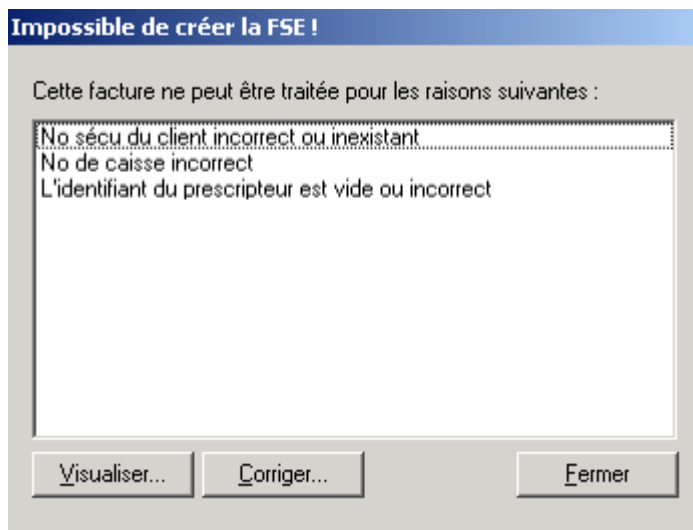 Impossible de créer la FSE !
Cette facture ne peut être traitée pour les raisons suivantes :
No sécu du client incorrect ou inexistant
No de caisse incorrect
L'identifiant du prescripteur est vide ou incorrect
Visualiser... Corriger... Fermer